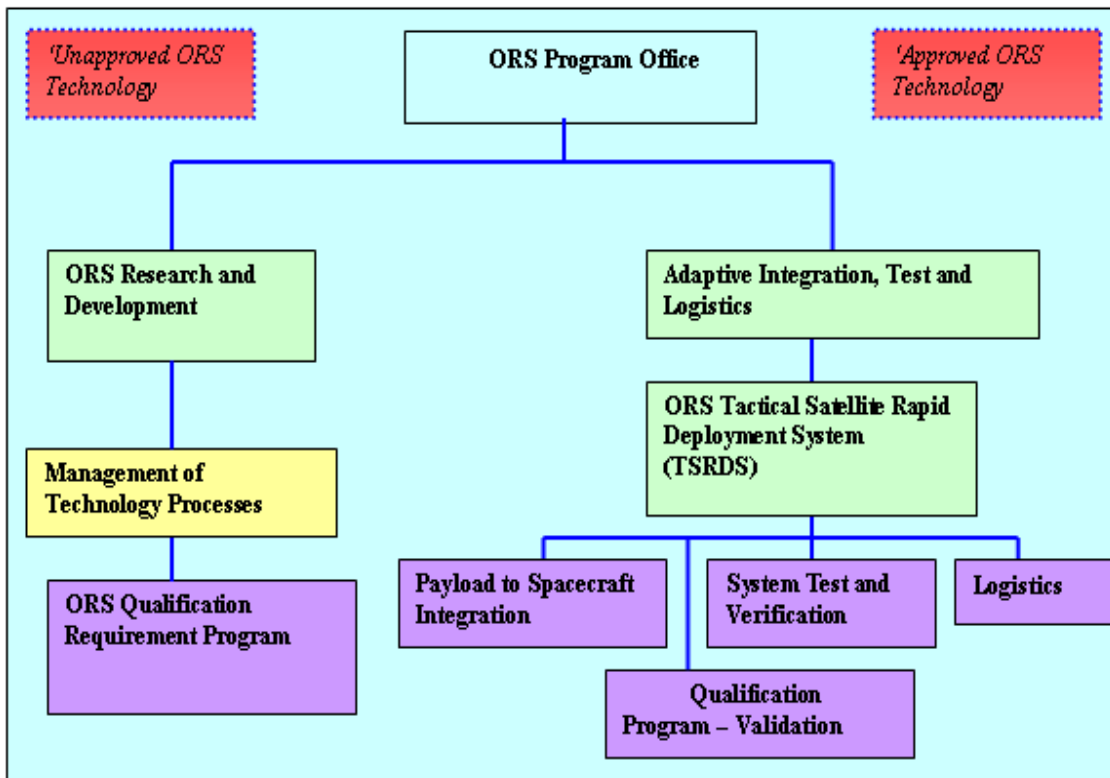 'Unapproved ORS
Technology
ORS Program Office
'Approved ORS
Technology
ORS Research and
Development
Adaptive Integration, Test and
Logistics
ORS Tactical Satellite Rapid
Deployment System
(TSRDS)
Management of
Technology Processes
Payload to Spacecraft
Integration
System Test and
Verification
Logistics
ORS Qualification
Requirement Program
Qualification
Program – Validation